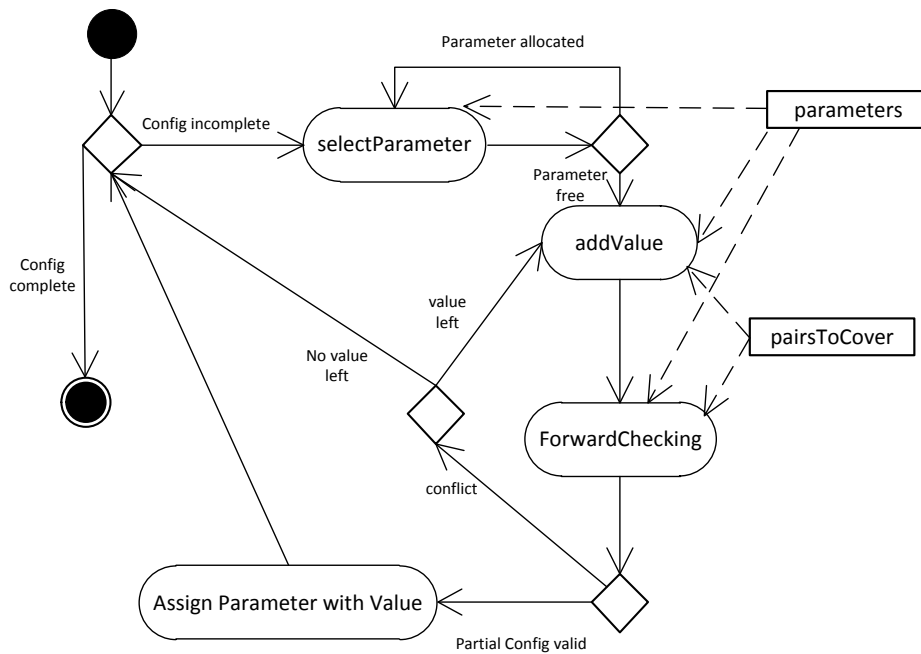 Parameter allocated
Config incomplete
selectParameter
parameters
Parameter
free
addValue
Config
complete
value
left
pairsToCover
No value
left
ForwardChecking
conflict
Assign Parameter with Value
Partial Config valid